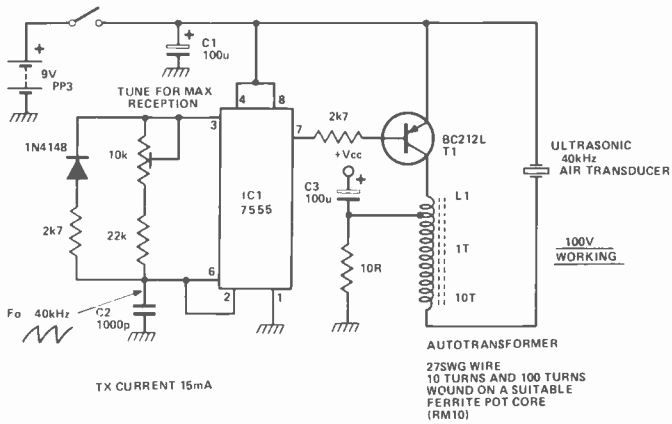 +
C1
100u
+
9V
PP3
TUNE FOR MAX
RECEPTION
4
8
3
7
2k7
BC212L
T1
1N4148
10k
+Vcc
+
C3
100u
ULTRASONIC
40kHz
AIR TRANSDUCER
IC1
7555
L1
2k7
22k
1T
100V
WORKING
10R
6
2
1
10T
Fo 40kHz
C2
1000p
AUTOTRANSFORMER
27SWG WIRE
10 TURNS AND 100 TURNS
WOUND ON A SUITABLE
FERRITE POT CORE
(RM10)
TX CURRENT 15mA